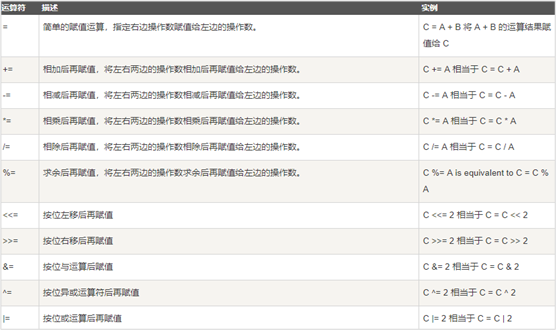 运算符 描述 实例
= 简单的赋值运算，指定右边操作数赋值给左边的操作数。 C = A + B 将 A + B 的运算结果赋
值给 C
+= 相加后再赋值，将左右两边的操作数相加后再赋值给左边的操作数。 C += A 相当于 C = C + A
-= 相减后再赋值，将左右两边的操作数相减后再赋值给左边的操作数。 C -= A 相当于 C = C - A
*= 相乘后再赋值，将左右两边的操作数相乘后再赋值给左边的操作数。 C *= A 相当于 C = C * A
/= 相除后再赋值，将左右两边的操作数相除后再赋值给左边的操作数。 C /= A 相当于 C = C / A
%= 求余后再赋值，将左右两边的操作数求余后再赋值给左边的操作数。 C %= A is equivalent to C = C %
A
<<= 按位左移后再赋值 C <<= 2 相当于 C = C << 2
>>= 按位右移后再赋值 C >>= 2 相当于 C = C >> 2
&= 按位与运算后赋值 C &= 2 相当于 C = C & 2
^= 按位异或运算符后再赋值 C ^= 2 相当于 C = C ^ 2
|= 按位或运算后再赋值 C |= 2 相当于 C = C | 2